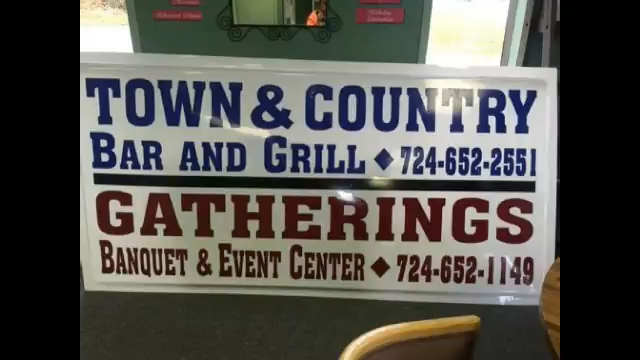 TOWN & COUNTRY
BAR AND GRILL ◆ 724-652-2551
GATHERINGS
BANQUET & EVENT CENTER ◆ 724-652-1149